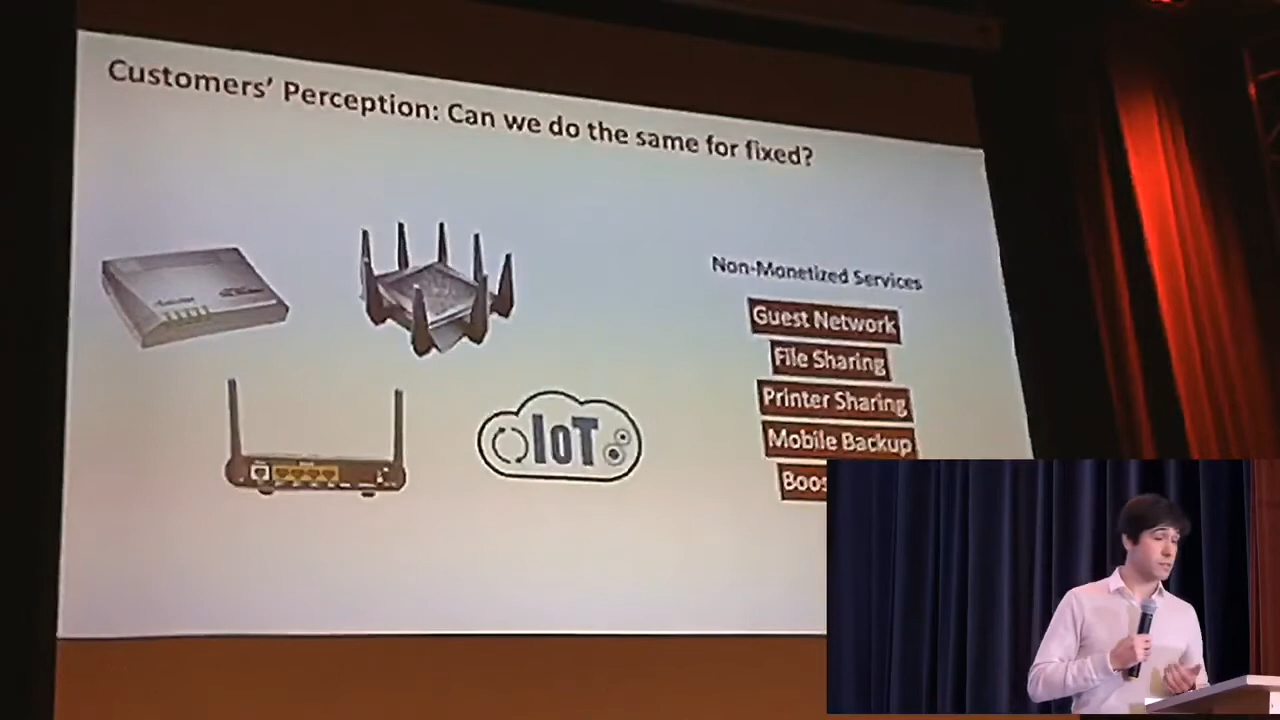 Customers' Perception: Can we do the same for fixed?
Non-Monetized Services
Guest Network
File Sharing
Printer Sharing
Mobile Backup
IoT